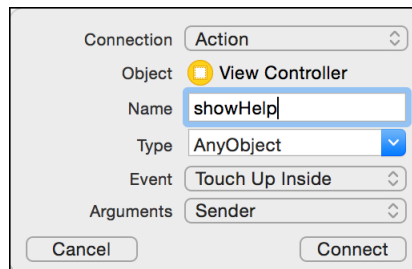 Connection Action
Object View Controller
Name showHelp
Type AnyObject
Event Touch Up Inside
Arguments Sender
Cancel Connect